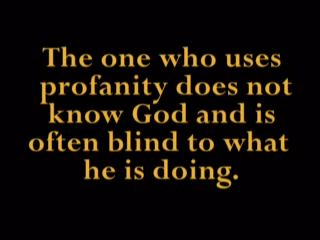 The one who uses
profanity does not
know God and is
often blind to what
he is doing.